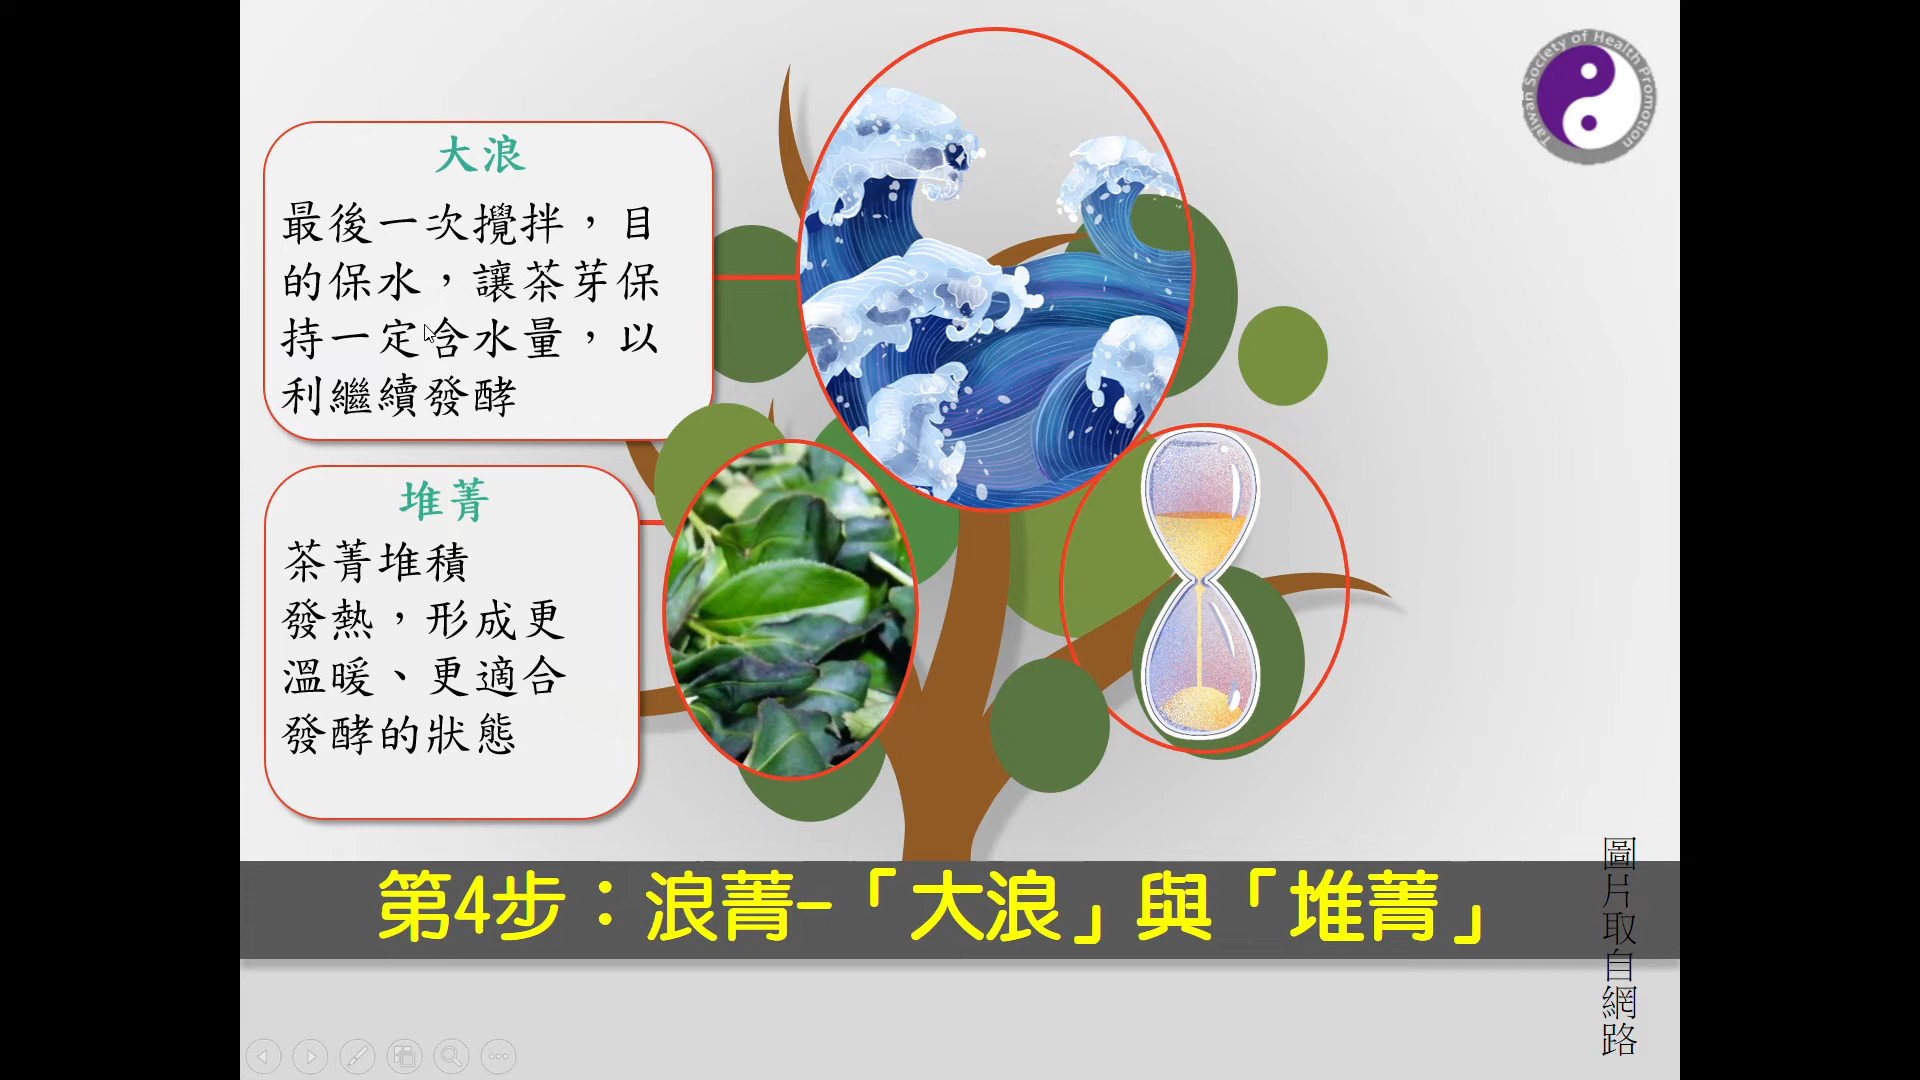 Taiwan Society of Health Promotion
大浪
最後一次攪拌，目
的保水，讓茶芽保
持一定含水量，以
利繼續發酵
堆菁
茶菁堆積
發熱，形成更
溫暖、更適合
發酵的狀態
第4步：浪菁-「大浪」與「堆菁」
圖片取自網路